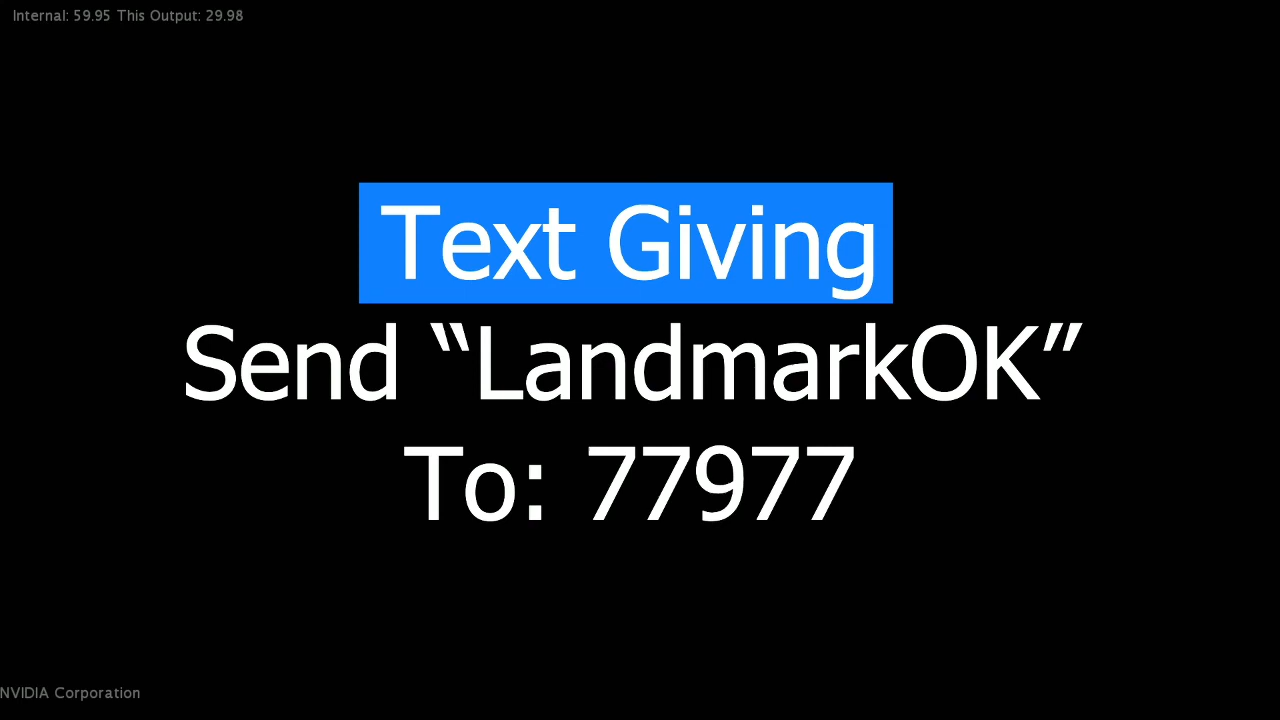 Internal: 59.95 This Output: 29.98
Text Giving
Send “LandmarkOK”
To: 77977
NVIDIA Corporation